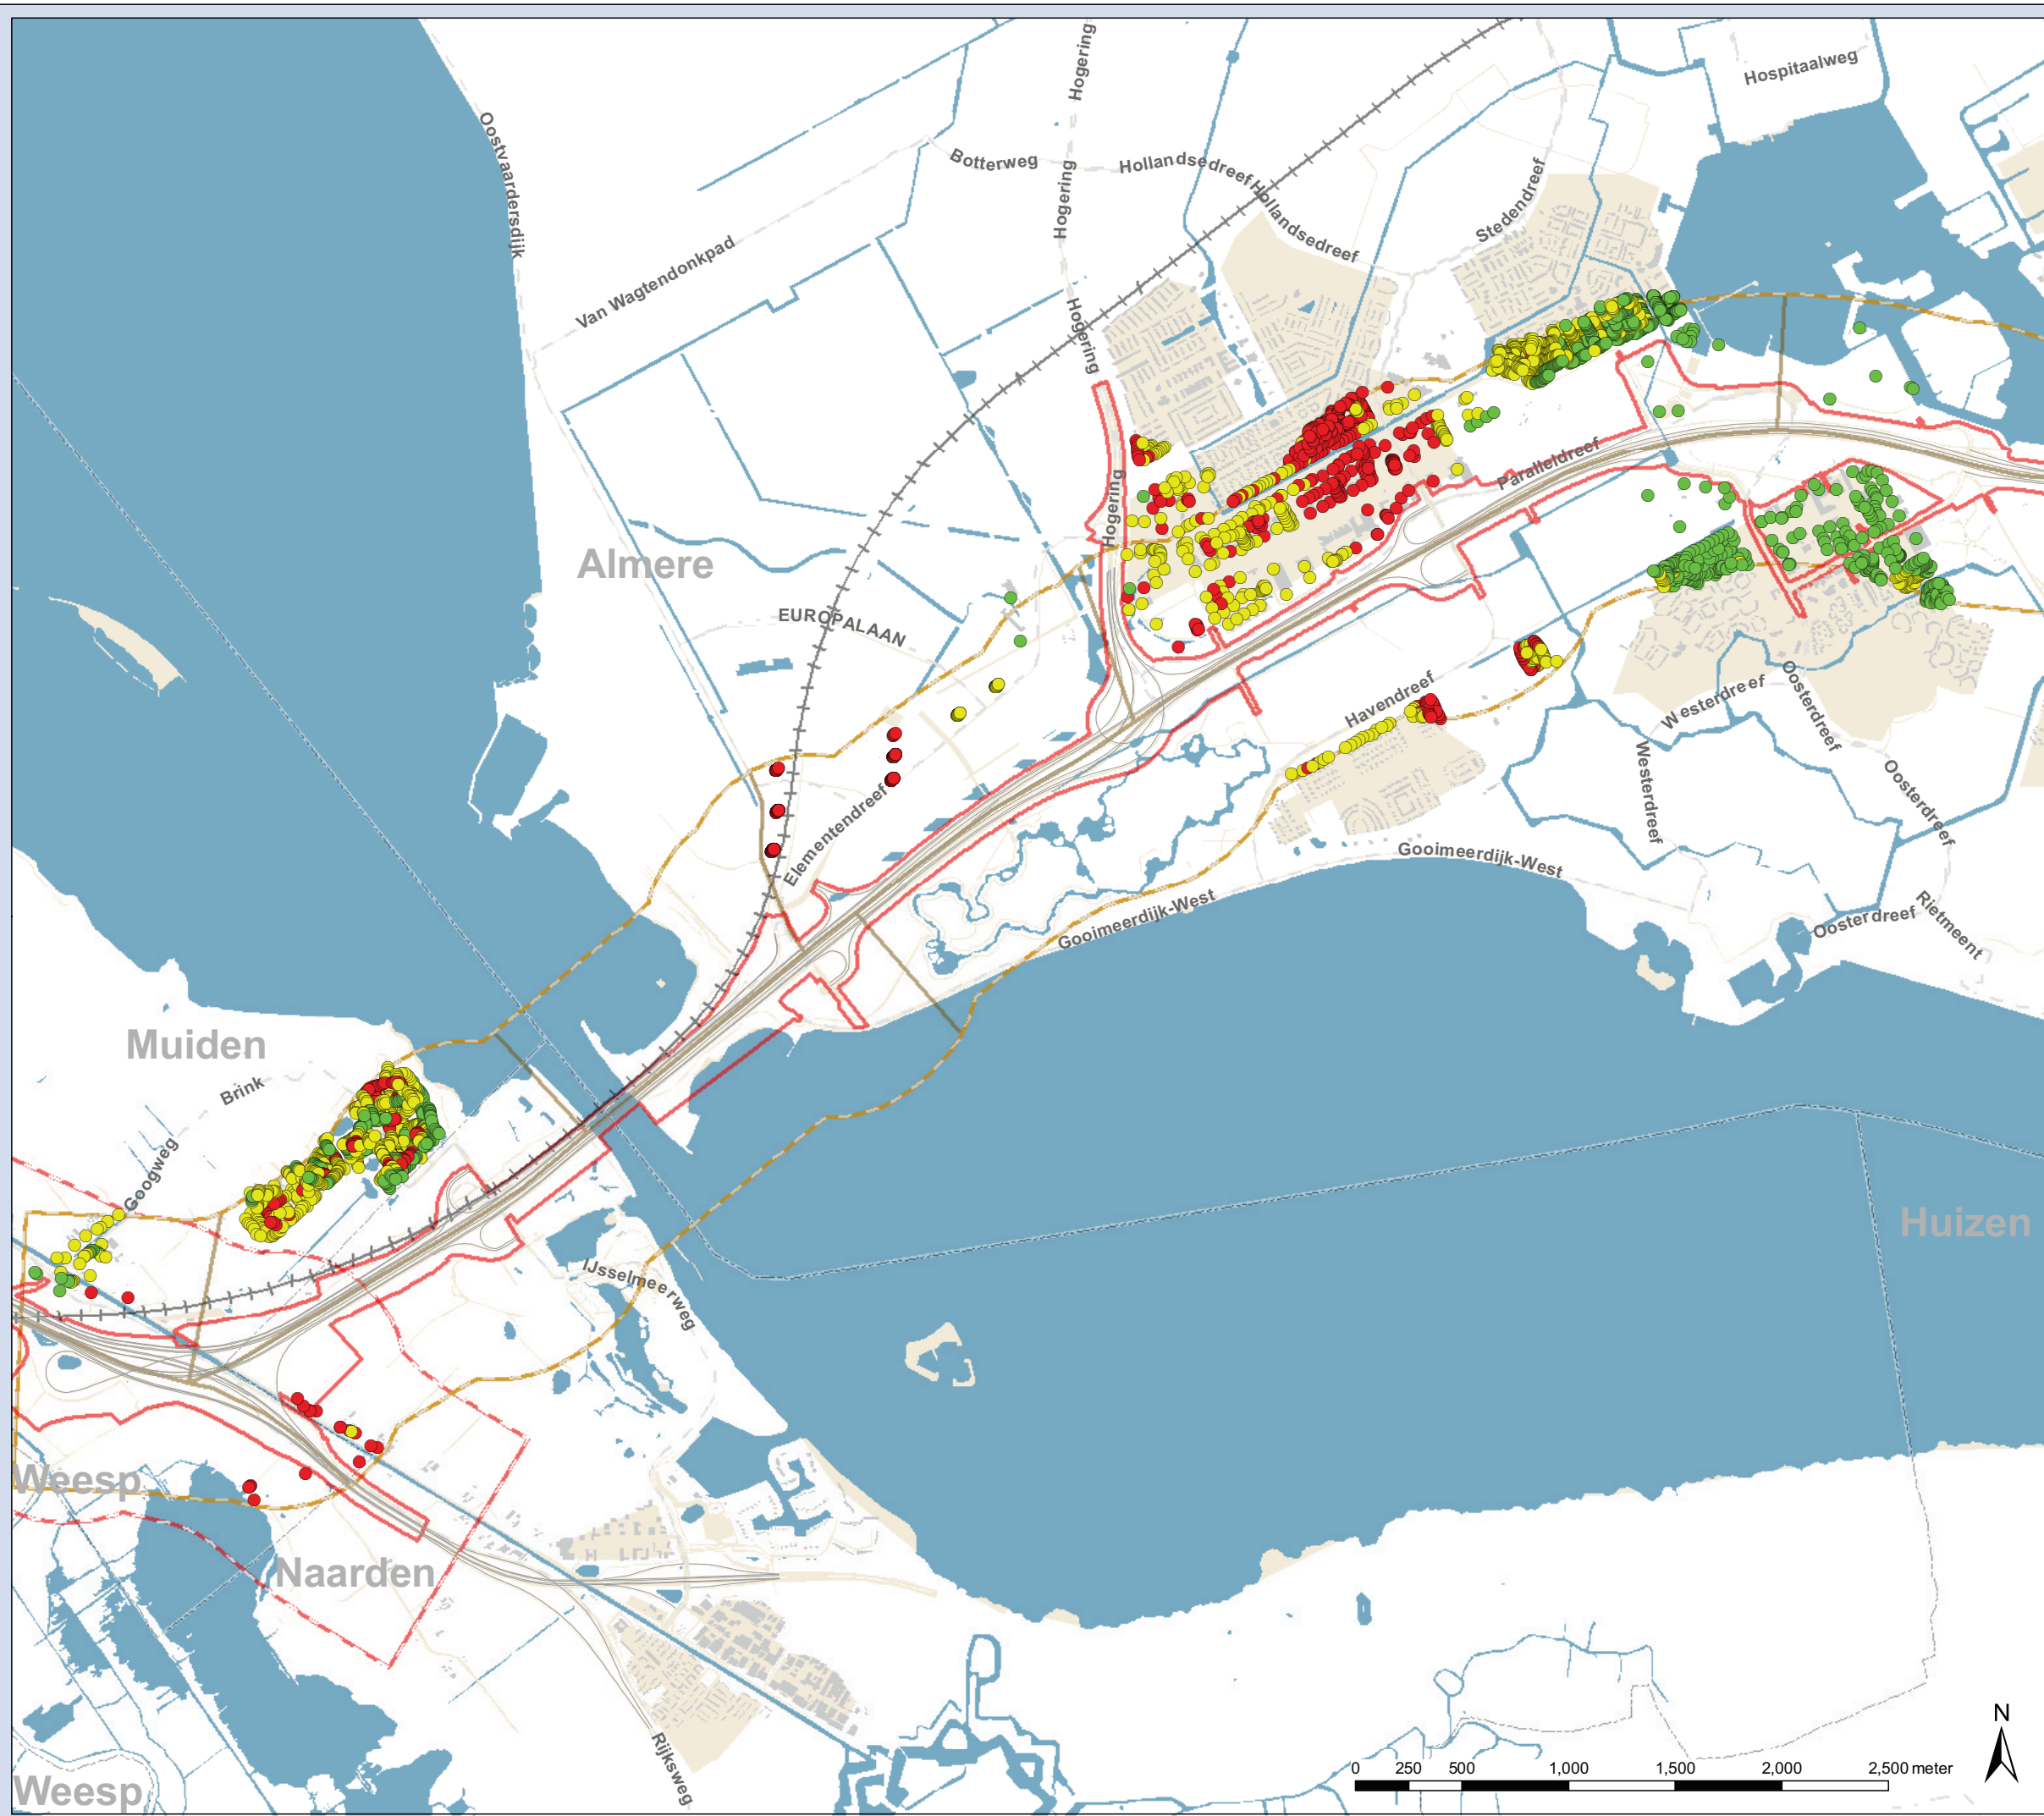 Hogering
Hospitaalweg
Oostvaardersdijk
Botterweg
Hollandsedreef
Hogering
Hollandsedreef
Stedendreef
Van Wagtendonkpad
Hogering
Hogering
Paralleldreef
Almere
EUROPALAAN
Havendreef
Westerdreef
Oosterdreef
Westerdreef
Oosterdreef
Elementendreef
Gooimeerdijk-West
Gooimeerdijk-West
Oosterdreef
Rietmeent
Muiden
Brink
Googweg
Huizen
IJsselmeerweg
Weesp
Naarden
Rijksweg
N
0 250 500 1,000 1,500 2,000 2,500 meter
Weesp